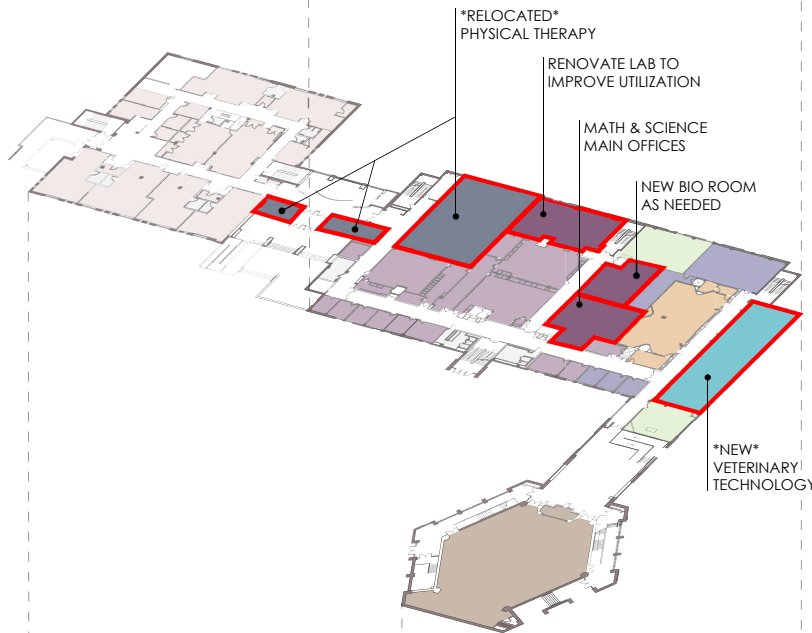 *RELOCATED*
PHYSICAL THERAPY
RENOVATE LAB TO
IMPROVE UTILIZATION
MATH & SCIENCE
MAIN OFFICES
NEW BIO ROOM
AS NEEDED
*NEW*
VETERINARY
TECHNOLOGY